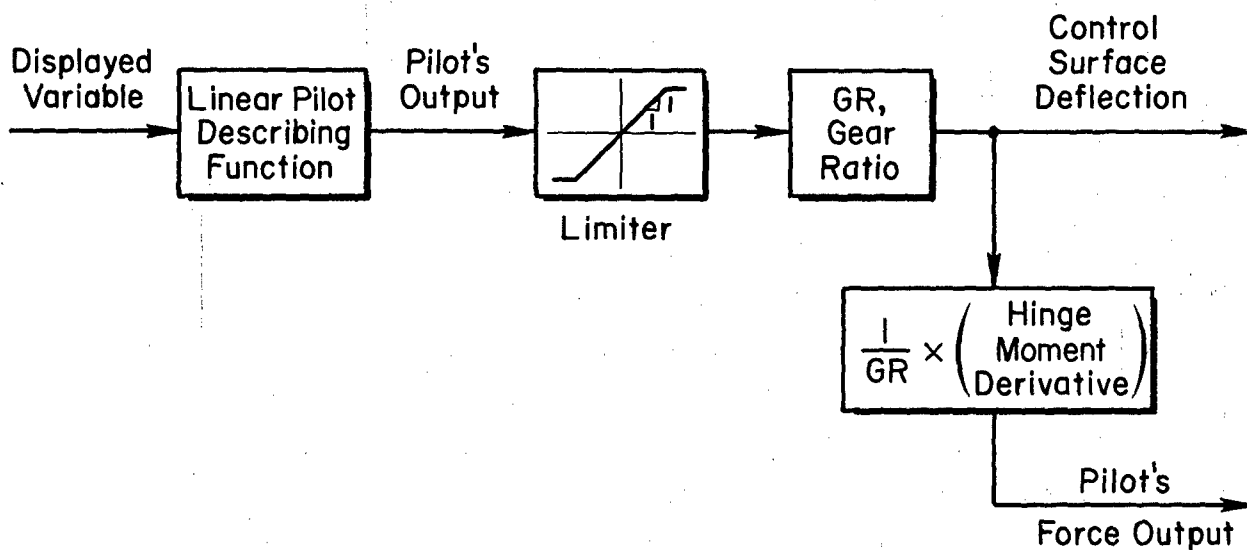 Displayed
Variable
Linear Pilot
Describing
Function
Pilot's
Output
1
1
Limiter
GR,
Gear
Ratio
Control
Surface
Deflection
1
GR
×
(Hinge
Moment
Derivative)
Pilot's
Force Output